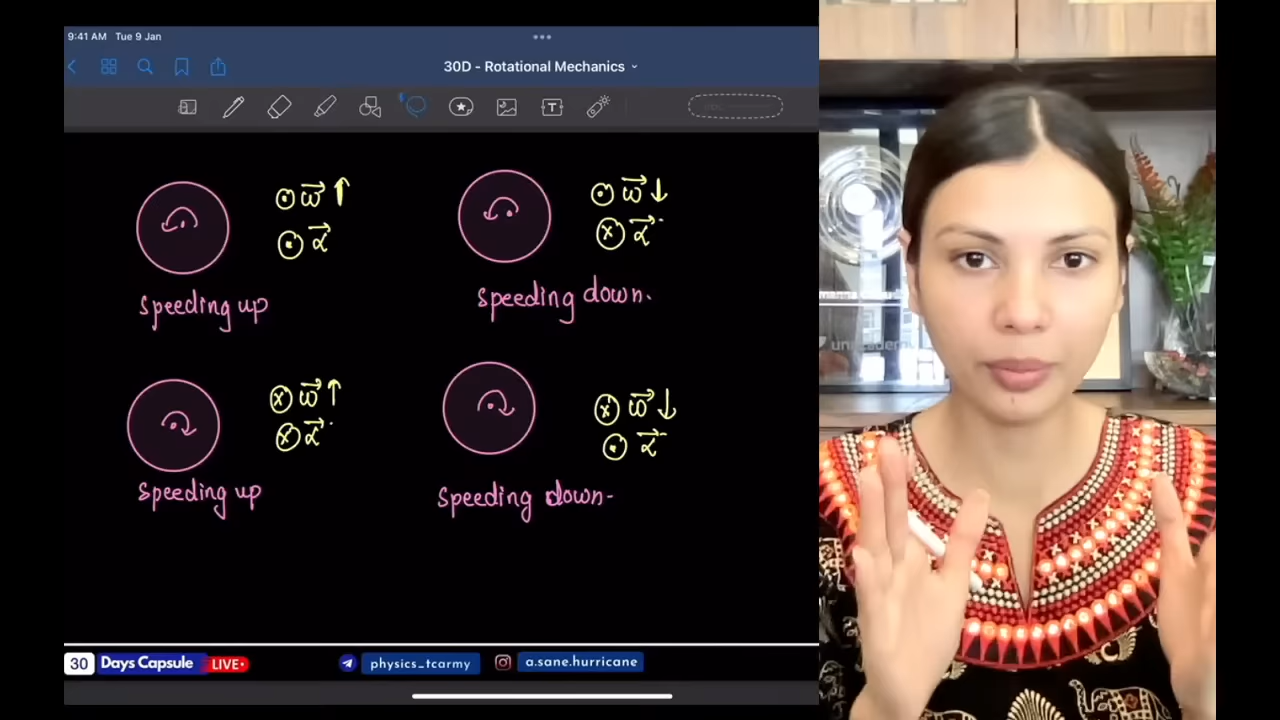 9:41 AM Tue 9 Jan
30D - Rotational Mechanics
⊙ ω⃗ ↑
⊙ α⃗
Speeding up
⊙ ω⃗ ↓
⊗ α⃗
Speeding down.
⊗ ω⃗ ↑
⊗ α⃗
Speeding up
⊗ ω⃗ ↓
⊙ α⃗
Speeding down-
30 Days Capsule LIVE
physics_tcarmy
a.sane.hurricane